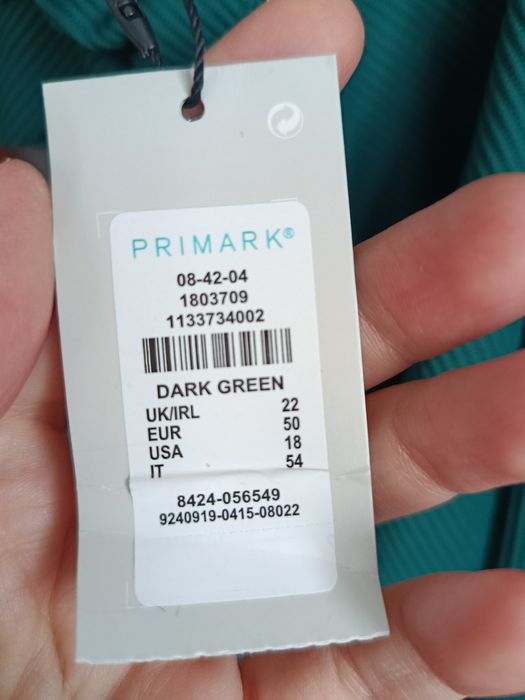 PRIMARK®
08-42-04
1803709
1133734002
DARK GREEN
UK/IRL 22
EUR 50
USA 18
IT 54
8424-056549
9240919-0415-08022